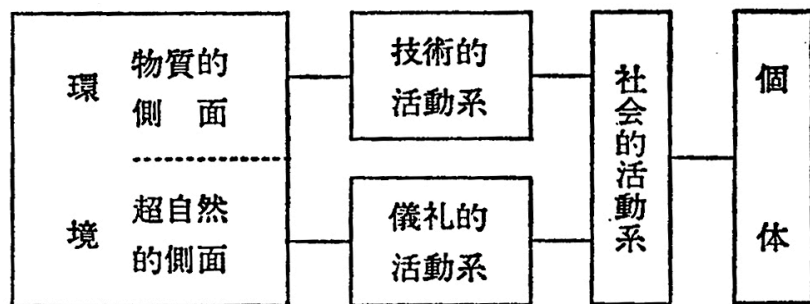 環境
物質的
側面
超自然
的側面
技術的
活動系
儀礼的
活動系
社会的活動系
個体